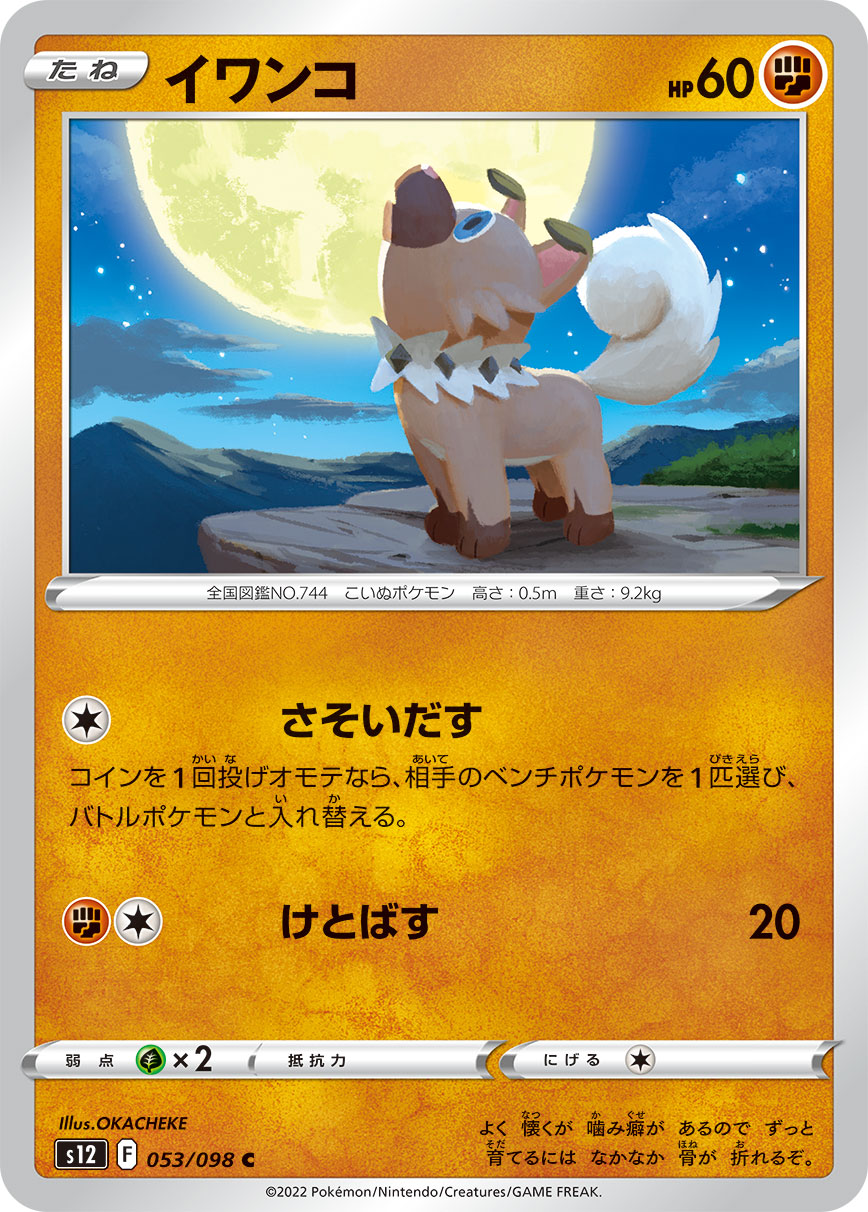 たね イワンコ HP60
全国図鑑NO.744 こいぬポケモン 高さ:0.5m 重さ:9.2kg
さそいだす
コインを1回投げオモテなら、相手のベンチポケモンを1匹選び、
バトルポケモンと入れ替える。
けとばす 20
弱点 ×2 抵抗力 にげる
Illus.OKACHEKE
s12 F 053/098 C
よく 懐くが 噛み癖が あるので ずっと
育てるには なかなか 骨が 折れるぞ。
©2022 Pokémon/Nintendo/Creatures/GAME FREAK.